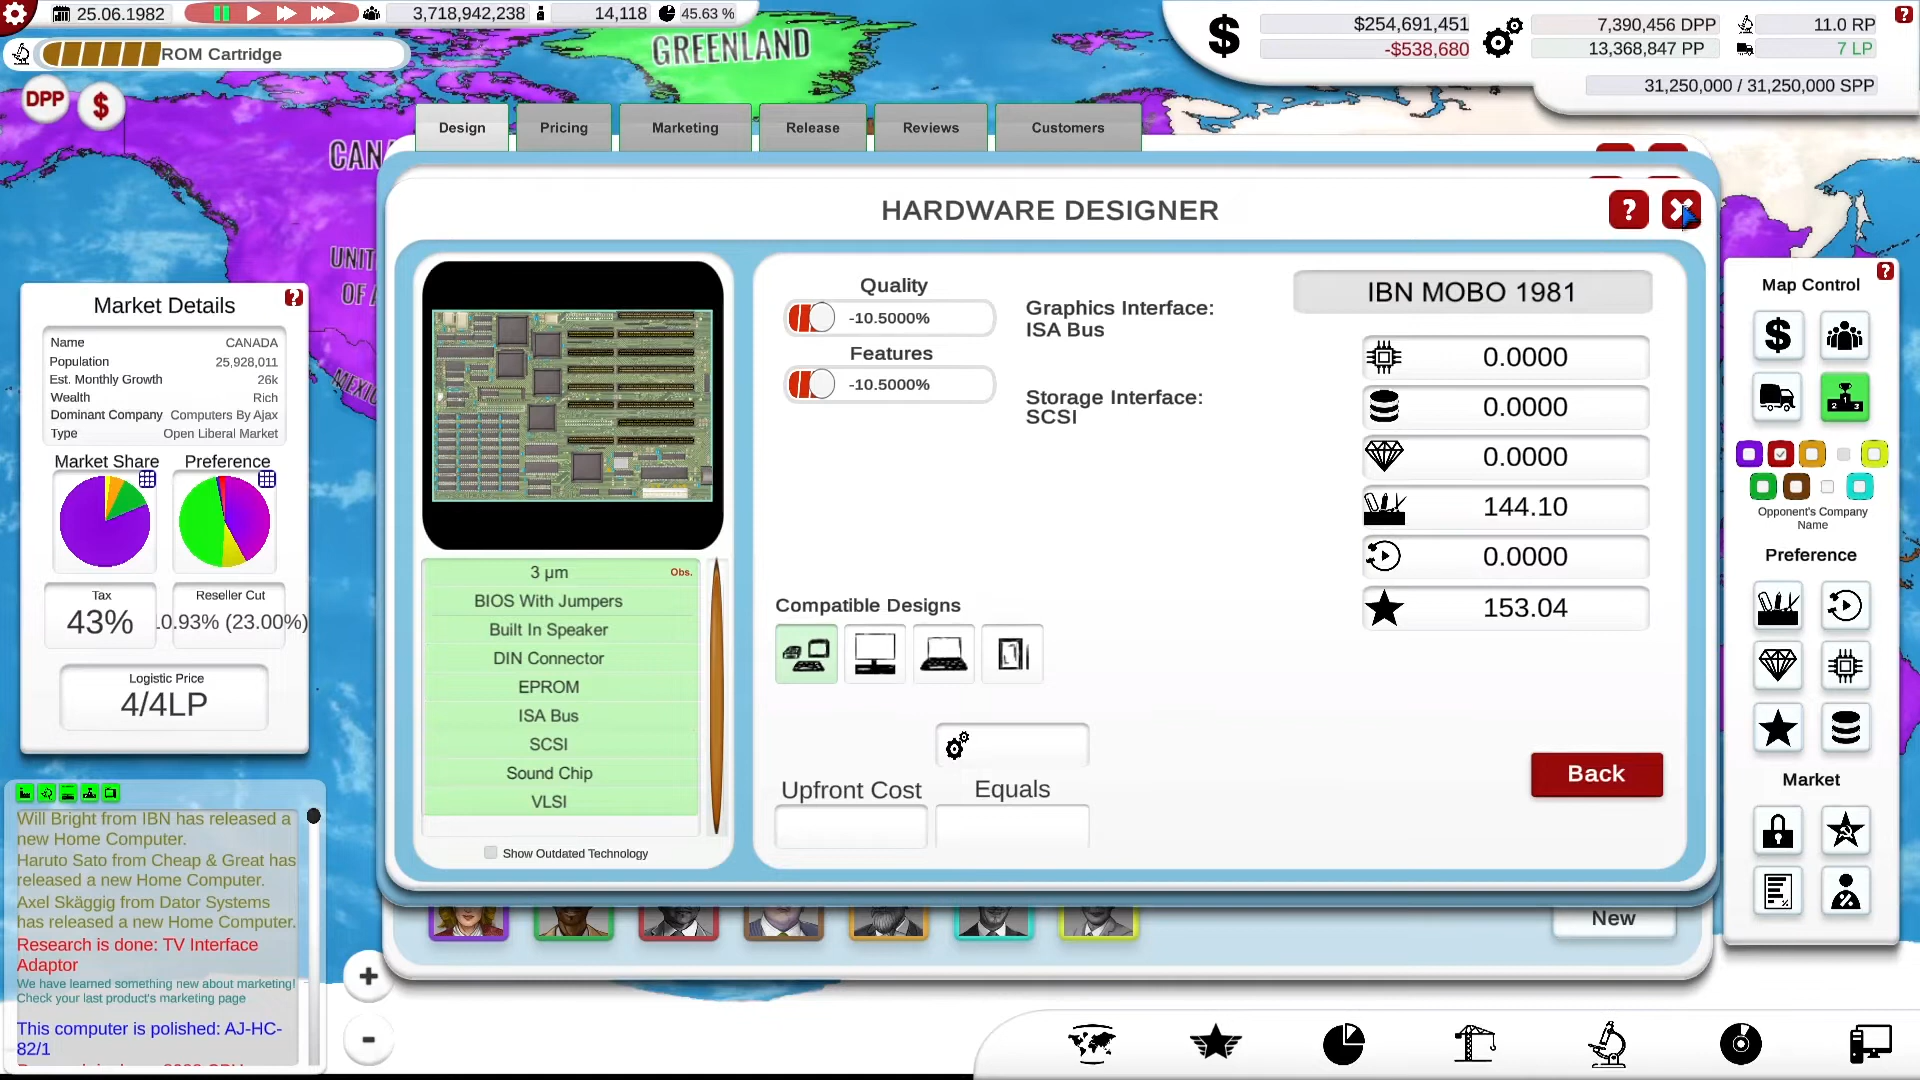 25.06.1982
3,718,942,238
14,118
45.63 %
$254,691,451
-$538,680
7,390,456 DPP
13,368,847 PP
11.0 RP
7 LP
31,250,000 / 31,250,000 SPP
ROM Cartridge
DPP
$
GREENLAND
CAN
UNIT
OF A
MEXIC
Design
Pricing
Marketing
Release
Reviews
Customers
HARDWARE DESIGNER
Market Details
Name CANADA
Population 25,928,011
Est. Monthly Growth 26k
Wealth Rich
Dominant Company Computers By Ajax
Type Open Liberal Market
Market Share
Preference
Tax
43%
Reseller Cut
.0.93% (23.00%)
Logistic Price
4/4LP
Will Bright from IBN has released a
new Home Computer.
Haruto Sato from Cheap & Great has
released a new Home Computer.
Axel Skäggig from Dator Systems
has released a new Home Computer.
Research is done: TV Interface
Adaptor
We have learned something new about marketing!
Check your last product's marketing page
This computer is polished: AJ-HC-
82/1
3 µm Obs.
BIOS With Jumpers
Built In Speaker
DIN Connector
EPROM
ISA Bus
SCSI
Sound Chip
VLSI
Show Outdated Technology
Quality
-10.5000%
Features
-10.5000%
Graphics Interface:
ISA Bus
Storage Interface:
SCSI
Compatible Designs
Upfront Cost
Equals
IBN MOBO 1981
0.0000
0.0000
0.0000
144.10
0.0000
153.04
Back
New
Map Control
Opponent's Company
Name
Preference
Market
+
-